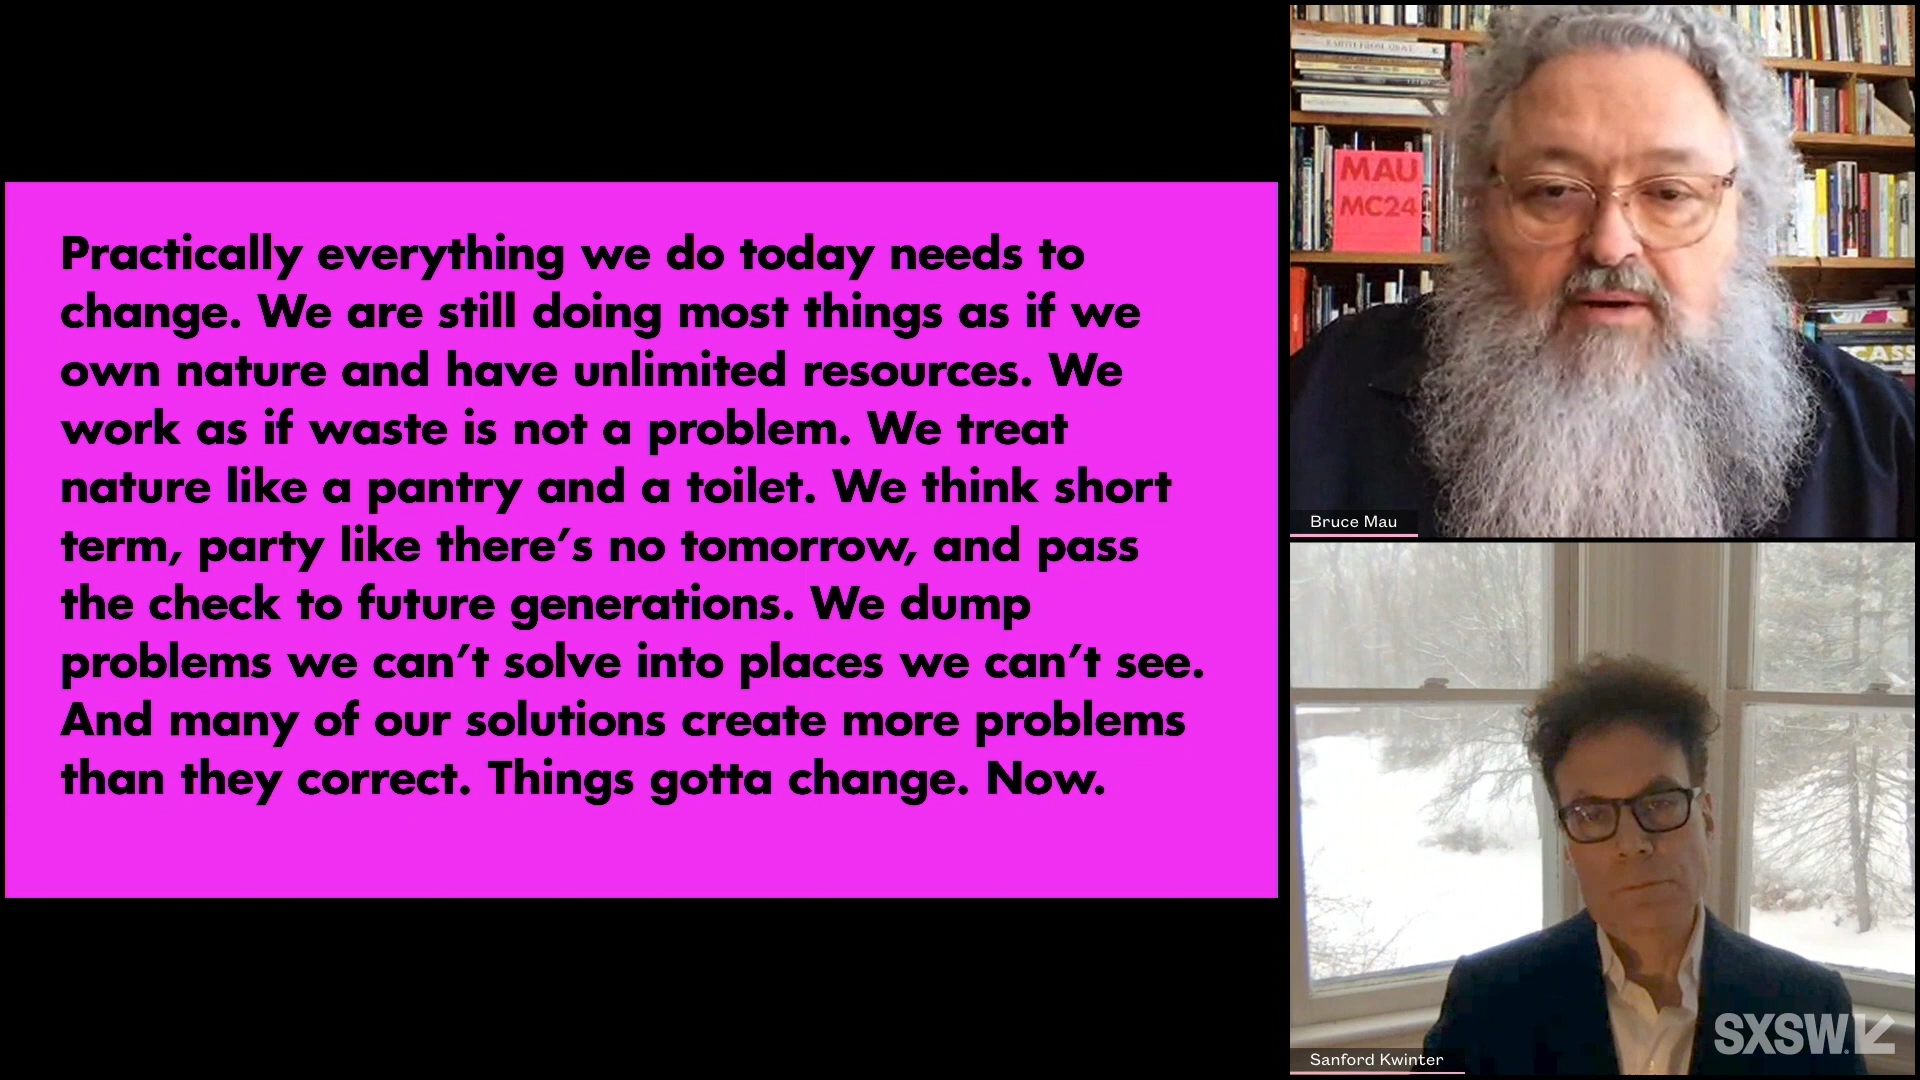 Practically everything we do today needs to
change. We are still doing most things as if we
own nature and have unlimited resources. We
work as if waste is not a problem. We treat
nature like a pantry and a toilet. We think short
term, party like there’s no tomorrow, and pass
the check to future generations. We dump
problems we can’t solve into places we can’t see.
And many of our solutions create more problems
than they correct. Things gotta change. Now.
MAU
MC24
Bruce Mau
Sanford Kwinter
SXSW